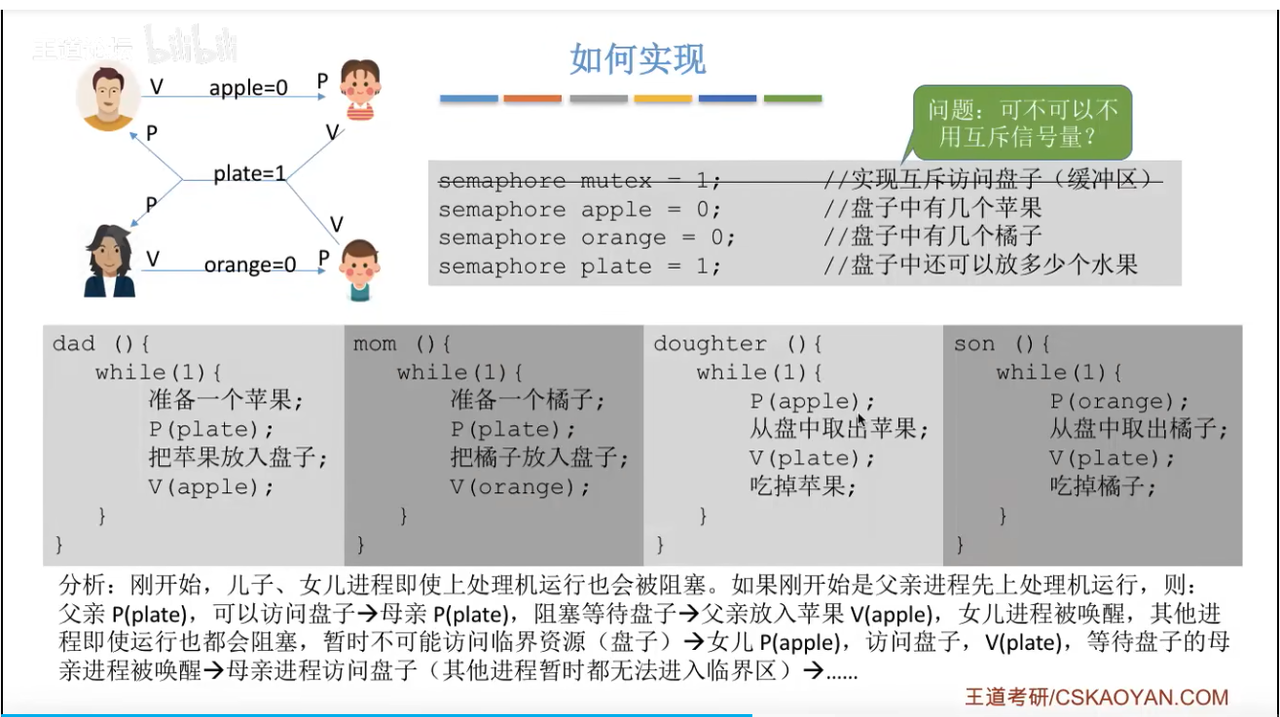 王道论坛 bilibili
如何实现
V apple=0 P
P V
plate=1
P V
V orange=0 P
问题：可不可以不
用互斥信号量？
semaphore mutex = 1; //实现互斥访问盘子（缓冲区）
semaphore apple = 0; //盘子中有几个苹果
semaphore orange = 0; //盘子中有几个橘子
semaphore plate = 1; //盘子中还可以放多少个水果
dad (){
while(1){
准备一个苹果;
P(plate);
把苹果放入盘子;
V(apple);
}
}
mom (){
while(1){
准备一个橘子;
P(plate);
把橘子放入盘子;
V(orange);
}
}
doughter (){
while(1){
P(apple);
从盘中取出苹果;
V(plate);
吃掉苹果;
}
}
son (){
while(1){
P(orange);
从盘中取出橘子;
V(plate);
吃掉橘子;
}
}
分析：刚开始，儿子、女儿进程即使上处理机运行也会被阻塞。如果刚开始是父亲进程先上处理机运行，则：
父亲 P(plate)，可以访问盘子→母亲 P(plate)，阻塞等待盘子→父亲放入苹果 V(apple)，女儿进程被唤醒，其他进
程即使运行也都会阻塞，暂时不可能访问临界资源（盘子）→女儿 P(apple)，访问盘子，V(plate)，等待盘子的母
亲进程被唤醒→母亲进程访问盘子（其他进程暂时都无法进入临界区）→......
王道考研/CSKAOYAN.COM